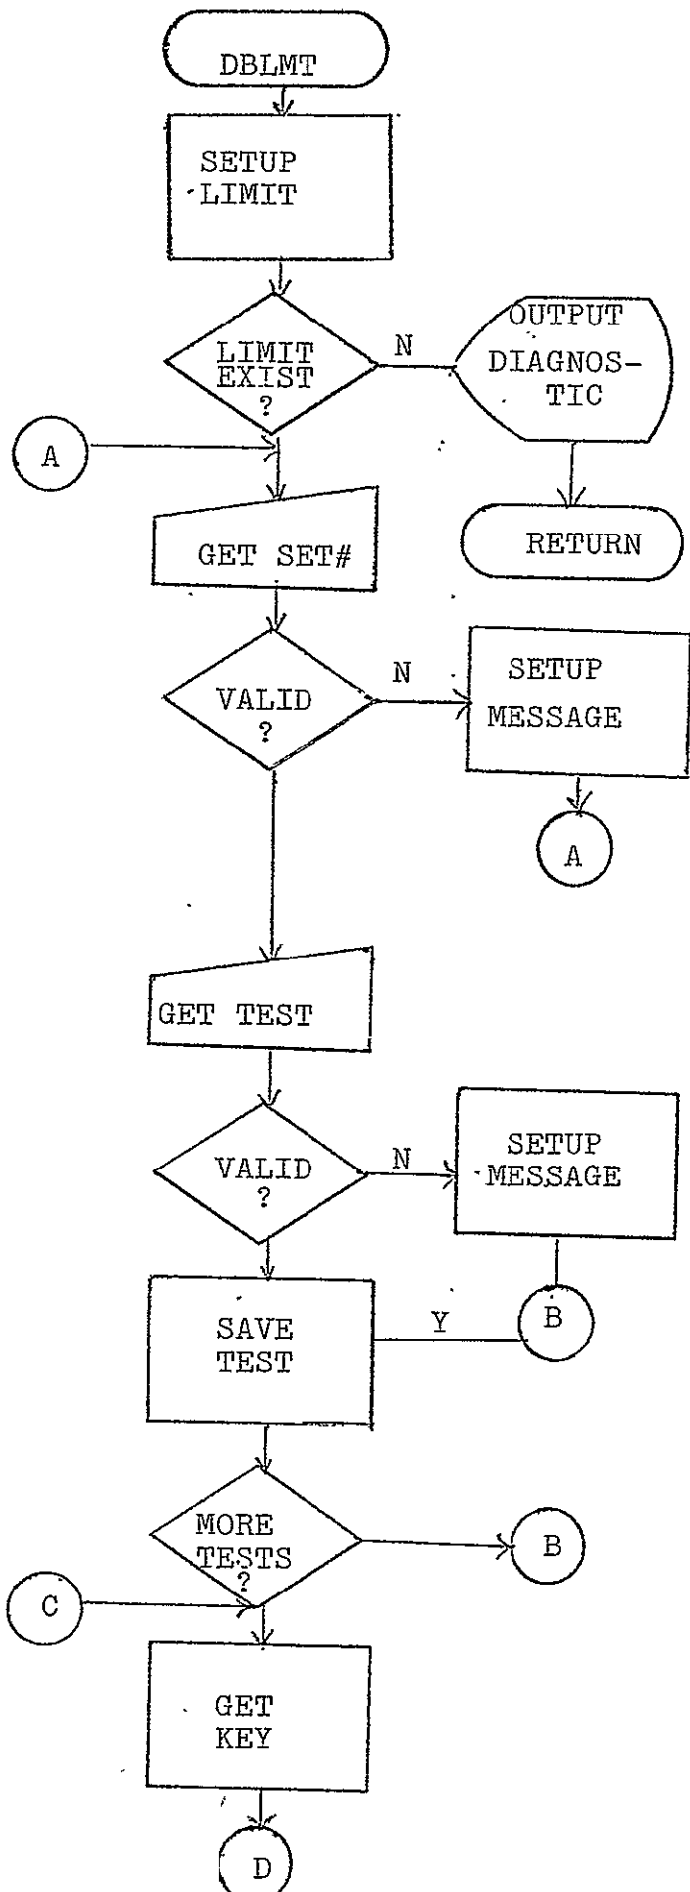 DBLMT
SETUP
LIMIT
LIMIT
EXIST
?
N
OUTPUT
DIAGNOS-
TIC
A
GET SET#
RETURN
VALID
?
N
SETUP
MESSAGE
A
GET TEST
VALID
?
N
SETUP
MESSAGE
SAVE
TEST
Y
B
MORE
TESTS
?
B
C
GET
KEY
D